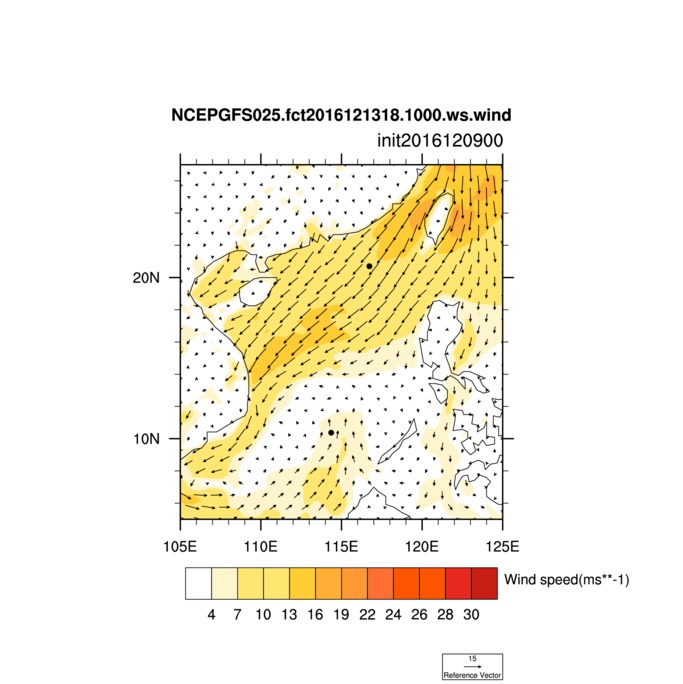 NCEPGFS025.fct2016121318.1000.ws.wind
init2016120900
20N
10N
105E 110E 115E 120E 125E
Wind speed(ms**-1)
4 7 10 13 16 19 22 24 26 28 30
15
Reference Vector